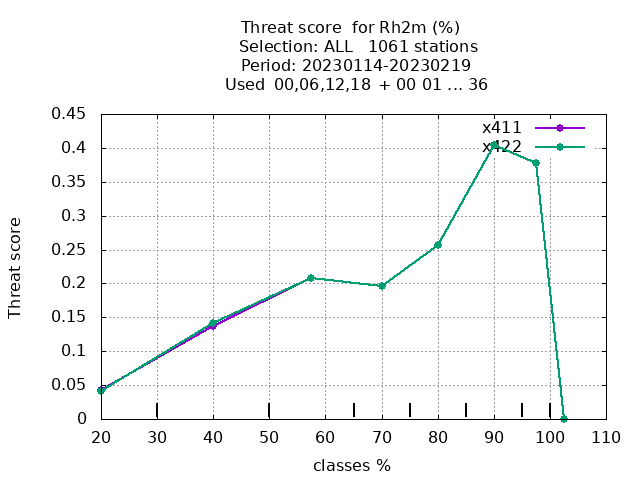 Threat score  for Rh2m (%)
Selection: ALL   1061 stations
Period: 20230114-20230219
Used  00,06,12,18  + 00 01 ... 36
x411
x422
0.45
0.4
0.35
0.3
0.25
0.2
0.15
0.1
0.05
0
Threat score
20 30 40 50 60 70 80 90 100 110
classes %